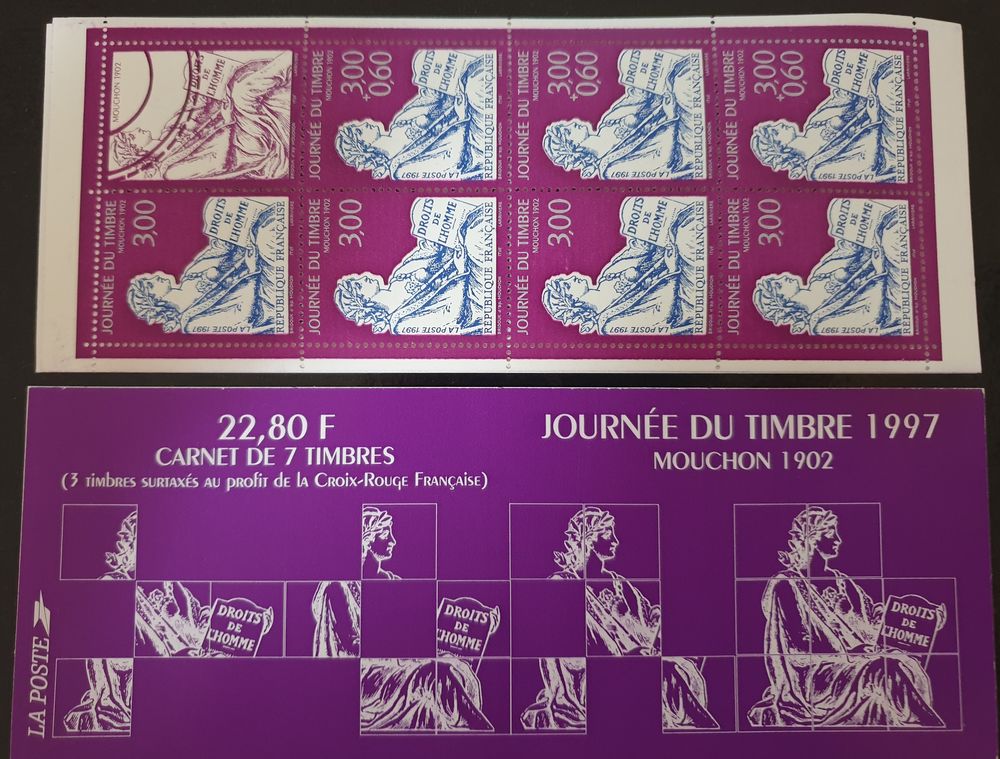 MOUCHON 1902
DROITS
DE
L'HOMME
JOURNÉE DU TIMBRE
MOUCHON 1902
3,00
+0,60
DROITS
DE
L'HOMME
LA POSTE 1997
RÉPUBLIQUE FRANÇAISE
JOURNÉE DU TIMBRE
MOUCHON 1902
3,00
+0,60
DROITS
DE
L'HOMME
LA POSTE 1997
RÉPUBLIQUE FRANÇAISE
JOURNÉE DU TIMBRE
MOUCHON 1902
3,00
+0,60
DROITS
DE
L'HOMME
LA POSTE 1997
RÉPUBLIQUE FRANÇAISE
JOURNÉE DU TIMBRE
MOUCHON 1902
3,00
DROITS
DE
L'HOMME
LA POSTE 1997
RÉPUBLIQUE FRANÇAISE
JOURNÉE DU TIMBRE
MOUCHON 1902
3,00
DROITS
DE
L'HOMME
LA POSTE 1997
RÉPUBLIQUE FRANÇAISE
JOURNÉE DU TIMBRE
MOUCHON 1902
3,00
DROITS
DE
L'HOMME
LA POSTE 1997
RÉPUBLIQUE FRANÇAISE
JOURNÉE DU TIMBRE
MOUCHON 1902
3,00
DROITS
DE
L'HOMME
LA POSTE 1997
RÉPUBLIQUE FRANÇAISE
22,80 F
CARNET DE 7 TIMBRES
(3 TIMBRES SURTAXÉS AU PROFIT DE LA CROIX-ROUGE FRANÇAISE)
JOURNÉE DU TIMBRE 1997
MOUCHON 1902
LA POSTE
DROITS
DE
L'HOMME
DROITS
DE
L'HOMME
DROITS
DE
L'HOMME